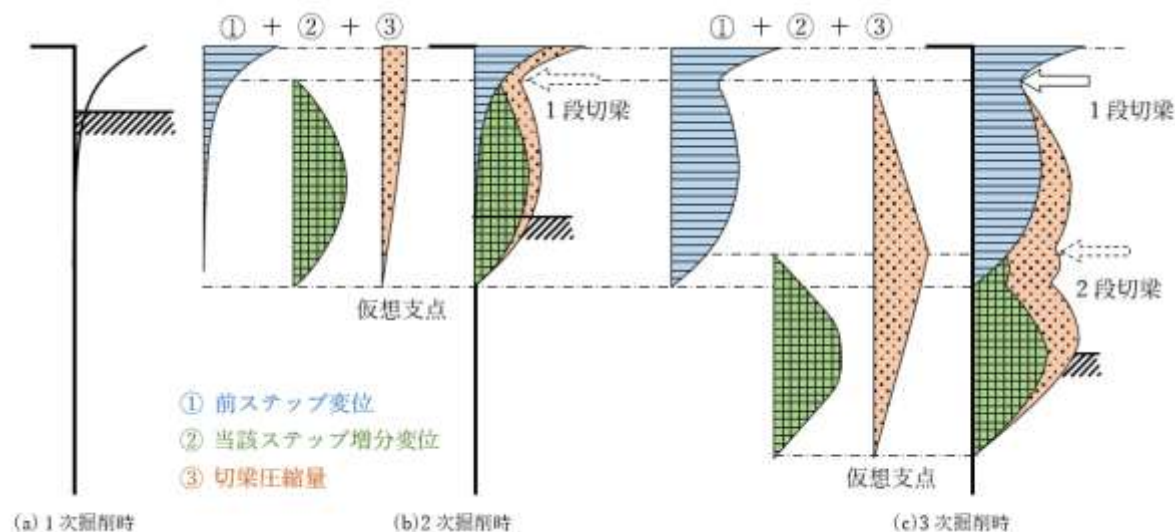 ① + ② + ③
① + ② + ③
1段切梁
1段切梁
2段切梁
仮想支点
① 前ステップ変位
② 当該ステップ増分変位
③ 切梁圧縮量
仮想支点
(a) 1次掘削時
(b)2次掘削時
(c)3次掘削時